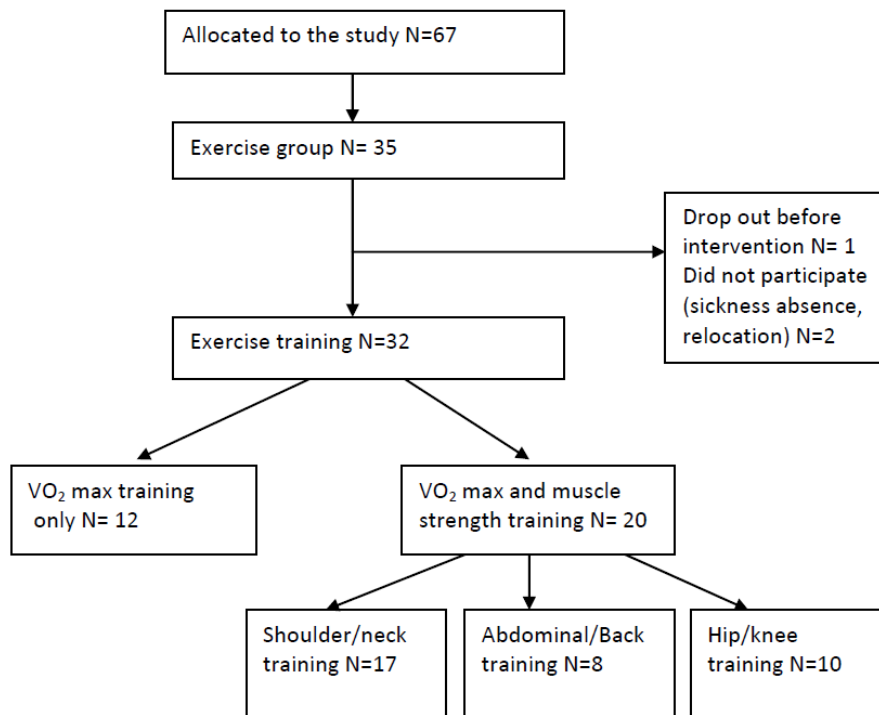 Allocated to the study N=67
Exercise group N= 35
Drop out before
intervention N= 1
Did not participate
(sickness absence,
relocation) N=2
Exercise training N=32
VO₂ max training
only N= 12
VO₂ max and muscle
strength training N= 20
Shoulder/neck
training N=17
Abdominal/Back
training N=8
Hip/knee
training N=10